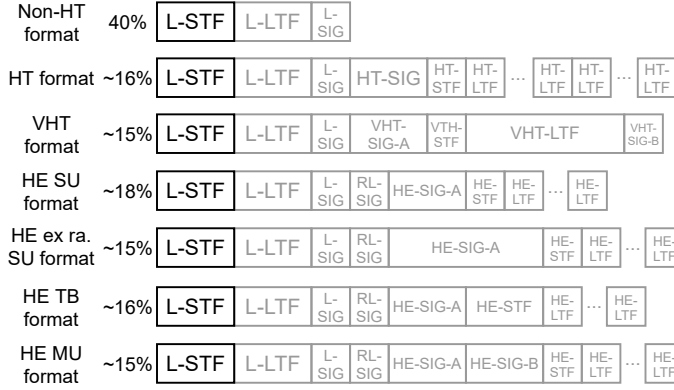 Non-HT format 40% L-STF L-LTF L-SIG
HT format ~16% L-STF L-LTF L-SIG HT-SIG HT-STF HT-LTF ... HT-LTF HT-LTF ... HT-LTF
VHT format ~15% L-STF L-LTF L-SIG VHT-SIG-A VTH-STF VHT-LTF VHT-SIG-B
HE SU format ~18% L-STF L-LTF L-SIG RL-SIG HE-SIG-A HE-STF HE-LTF ... HE-LTF
HE ex ra. SU format ~15% L-STF L-LTF L-SIG RL-SIG HE-SIG-A HE-STF HE-LTF ... HE-LTF
HE TB format ~16% L-STF L-LTF L-SIG RL-SIG HE-SIG-A HE-STF HE-LTF ... HE-LTF
HE MU format ~15% L-STF L-LTF L-SIG RL-SIG HE-SIG-A HE-SIG-B HE-STF HE-LTF ... HE-LTF